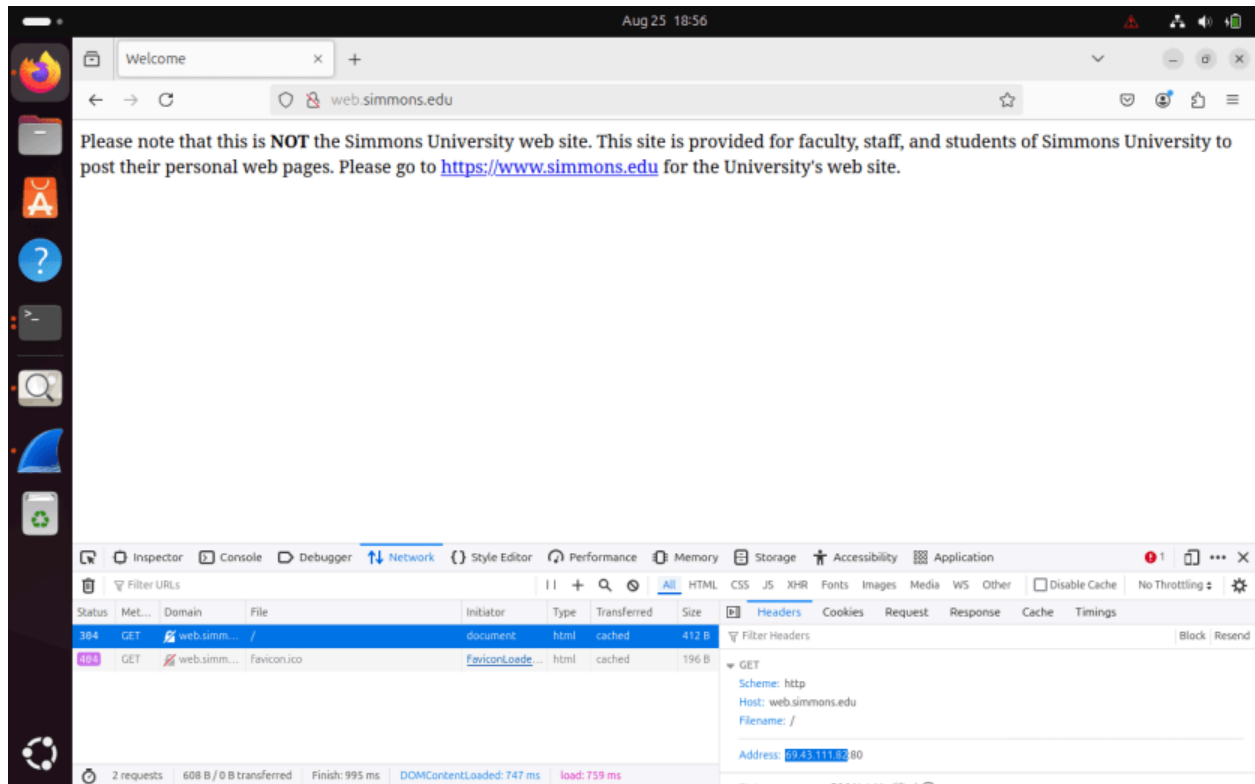 Aug 25 18:56
Welcome
web.simmons.edu
Please note that this is NOT the Simmons University web site. This site is provided for faculty, staff, and students of Simmons University to
post their personal web pages. Please go to https://www.simmons.edu for the University's web site.
Inspector Console Debugger Network Style Editor Performance Memory Storage Accessibility Application 1
Filter URLs All HTML CSS JS XHR Fonts Images Media WS Other Disable Cache No Throttling
Status Met... Domain File Initiator Type Transferred Size Headers Cookies Request Response Cache Timings
304 GET web.simm... / document html cached 412 B
Filter Headers Block Resend
404 GET web.simm... favicon.ico FaviconLoade... html cached 196 B
GET
Scheme: http
Host: web.simmons.edu
Filename: /
Address: 69.43.111.82:80
2 requests 608 B / 0 B transferred Finish: 995 ms DOMContentLoaded: 747 ms load: 759 ms